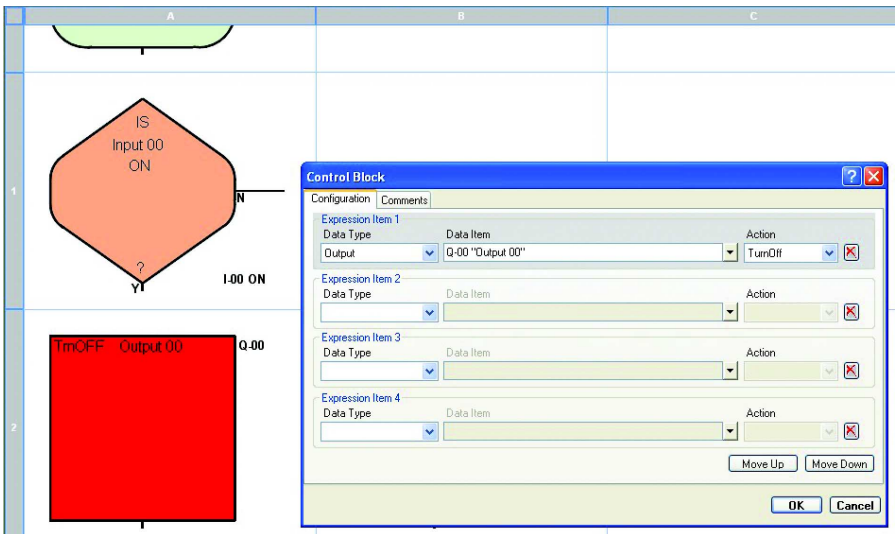 A B C
1
IS
Input 00
ON
N
?
Y
I-00 ON
2
TrnOFF Output 00
Q-00
Control Block
?
Configuration Comments
Expression Item 1
Data Type Data Item Action
Output Q-00 "Output 00" TurnOff
Expression Item 2
Data Type Data Item Action
Expression Item 3
Data Type Data Item Action
Expression Item 4
Data Type Data Item Action
Move Up Move Down
OK Cancel